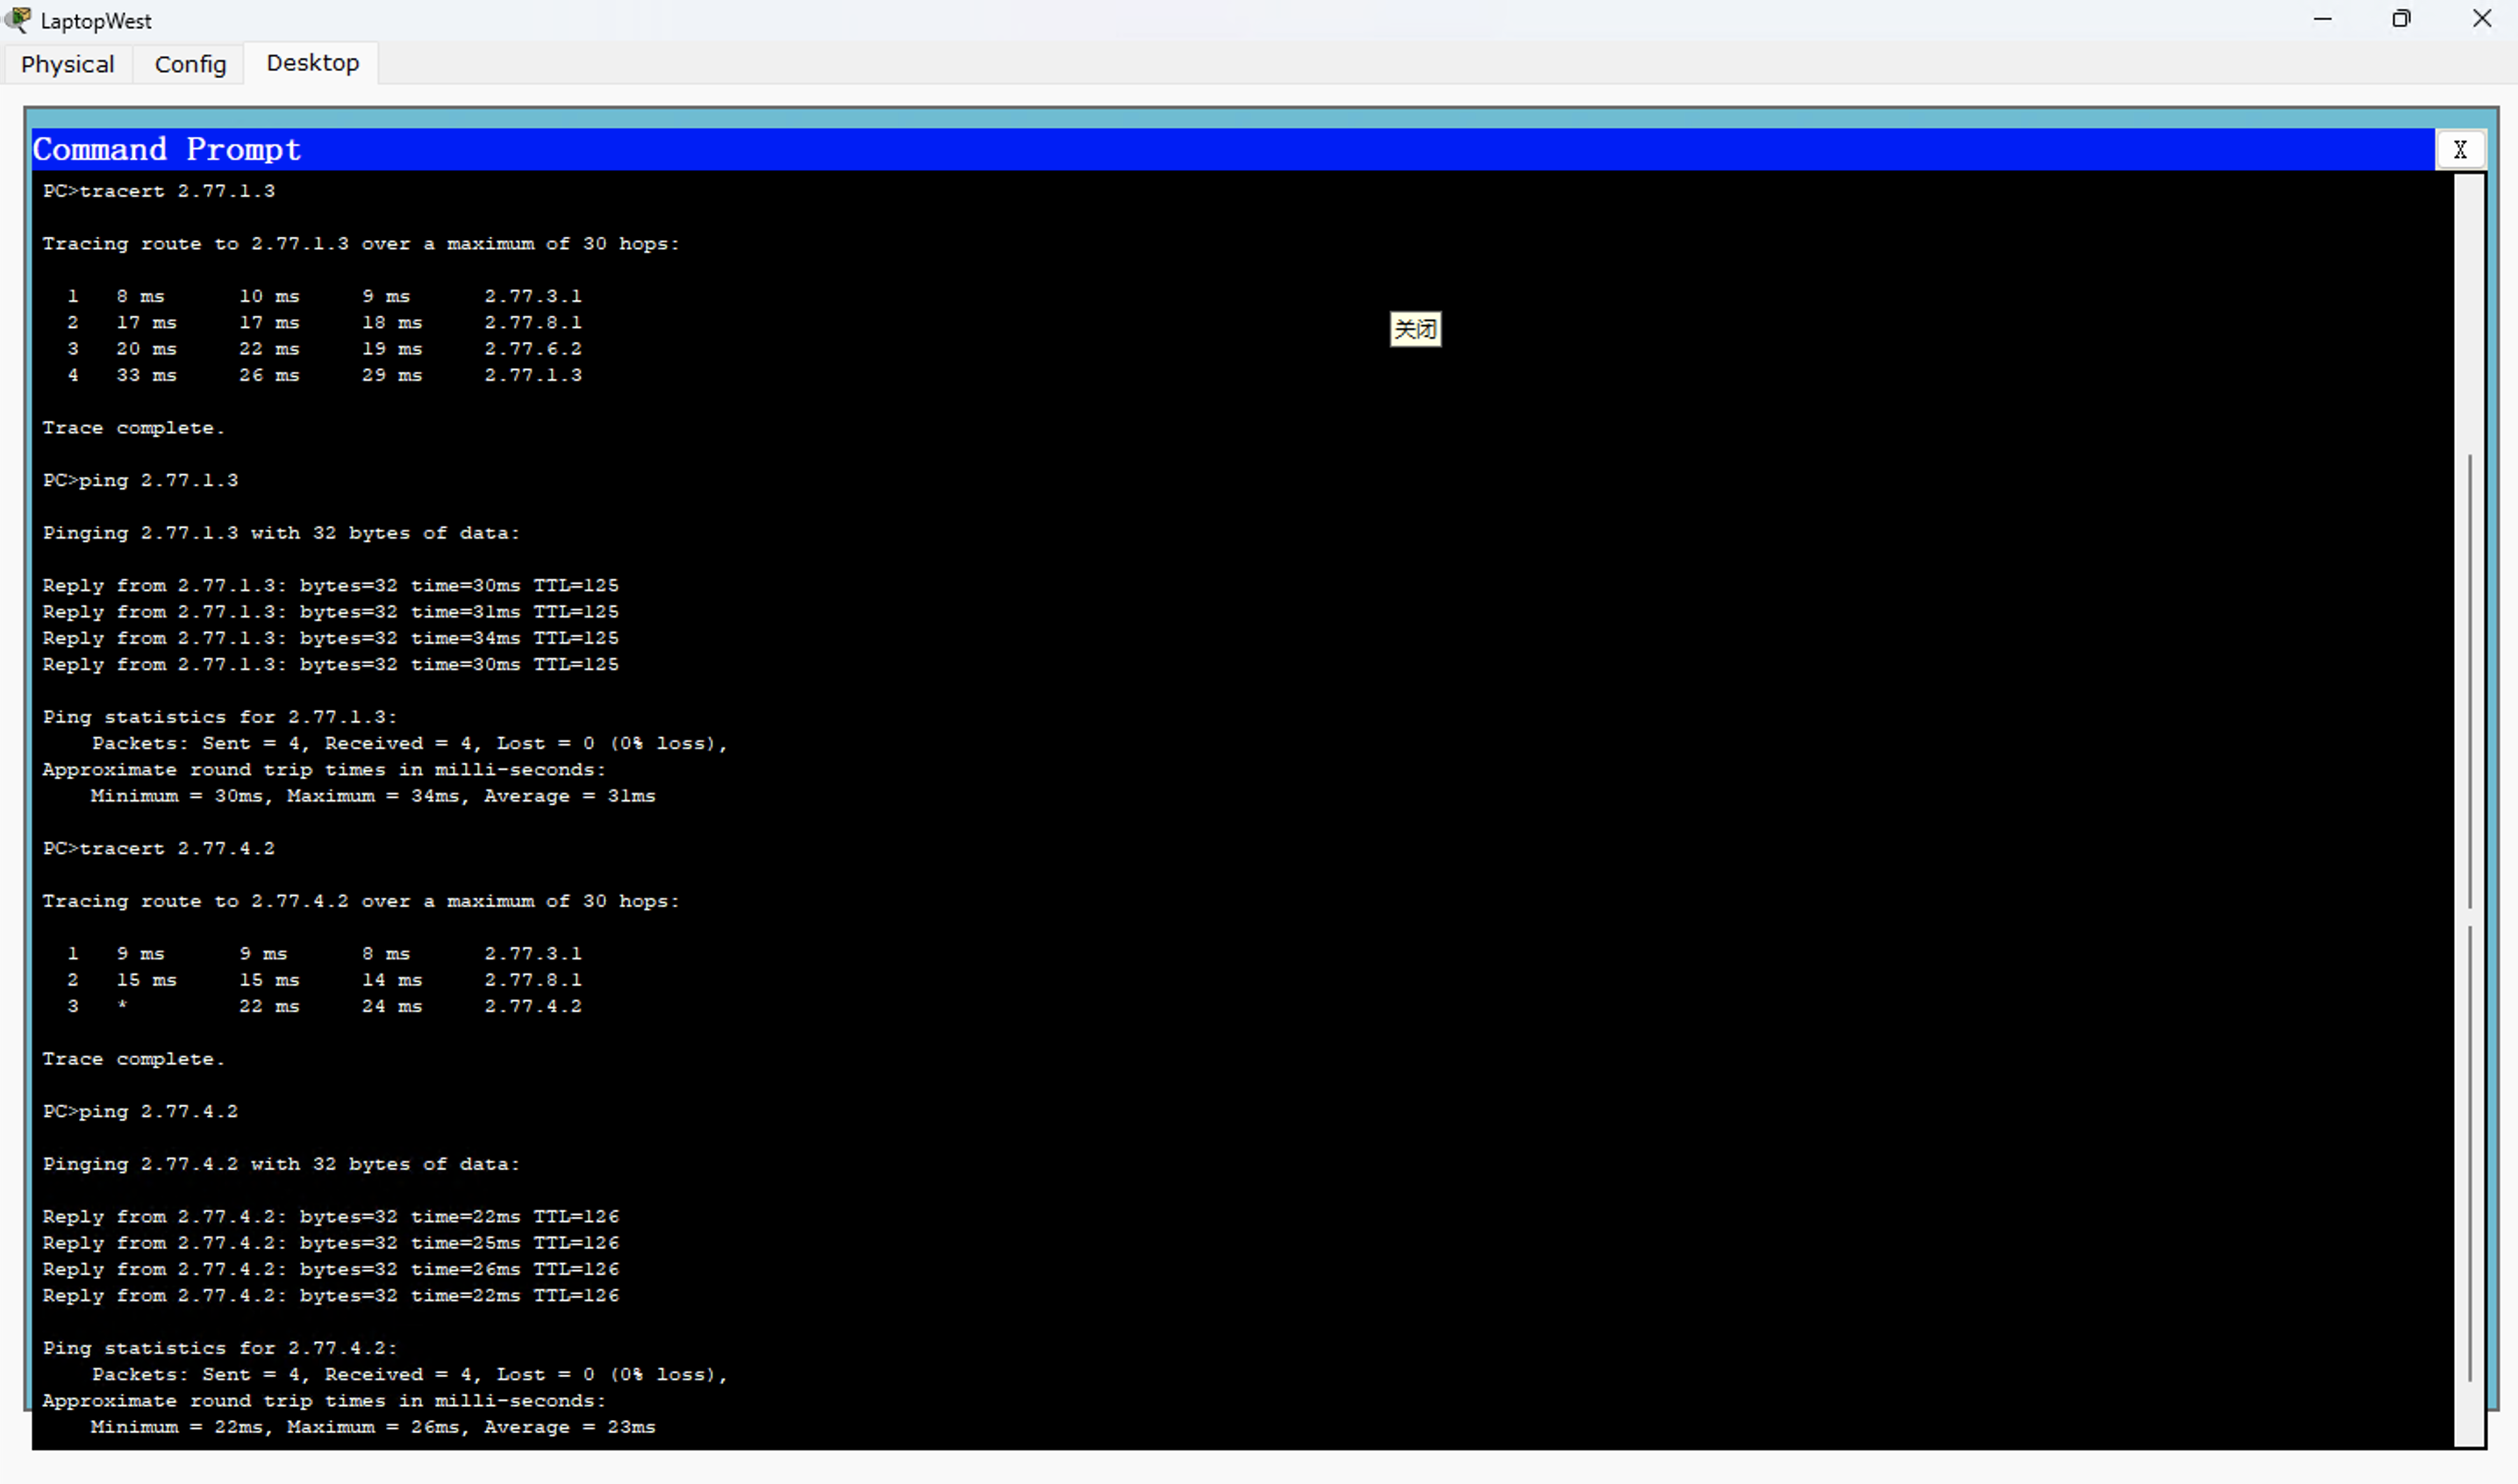 LaptopWest
Physical Config Desktop
Command Prompt
X
PC>tracert 2.77.1.3
Tracing route to 2.77.1.3 over a maximum of 30 hops:
1 8 ms 10 ms 9 ms 2.77.3.1
2 17 ms 17 ms 18 ms 2.77.8.1
关闭
3 20 ms 22 ms 19 ms 2.77.6.2
4 33 ms 26 ms 29 ms 2.77.1.3
Trace complete.
PC>ping 2.77.1.3
Pinging 2.77.1.3 with 32 bytes of data:
Reply from 2.77.1.3: bytes=32 time=30ms TTL=125
Reply from 2.77.1.3: bytes=32 time=31ms TTL=125
Reply from 2.77.1.3: bytes=32 time=34ms TTL=125
Reply from 2.77.1.3: bytes=32 time=30ms TTL=125
Ping statistics for 2.77.1.3:
Packets: Sent = 4, Received = 4, Lost = 0 (0% loss),
Approximate round trip times in milli-seconds:
Minimum = 30ms, Maximum = 34ms, Average = 31ms
PC>tracert 2.77.4.2
Tracing route to 2.77.4.2 over a maximum of 30 hops:
1 9 ms 9 ms 8 ms 2.77.3.1
2 15 ms 15 ms 14 ms 2.77.8.1
3 * 22 ms 24 ms 2.77.4.2
Trace complete.
PC>ping 2.77.4.2
Pinging 2.77.4.2 with 32 bytes of data:
Reply from 2.77.4.2: bytes=32 time=22ms TTL=126
Reply from 2.77.4.2: bytes=32 time=25ms TTL=126
Reply from 2.77.4.2: bytes=32 time=26ms TTL=126
Reply from 2.77.4.2: bytes=32 time=22ms TTL=126
Ping statistics for 2.77.4.2:
Packets: Sent = 4, Received = 4, Lost = 0 (0% loss),
Approximate round trip times in milli-seconds:
Minimum = 22ms, Maximum = 26ms, Average = 23ms